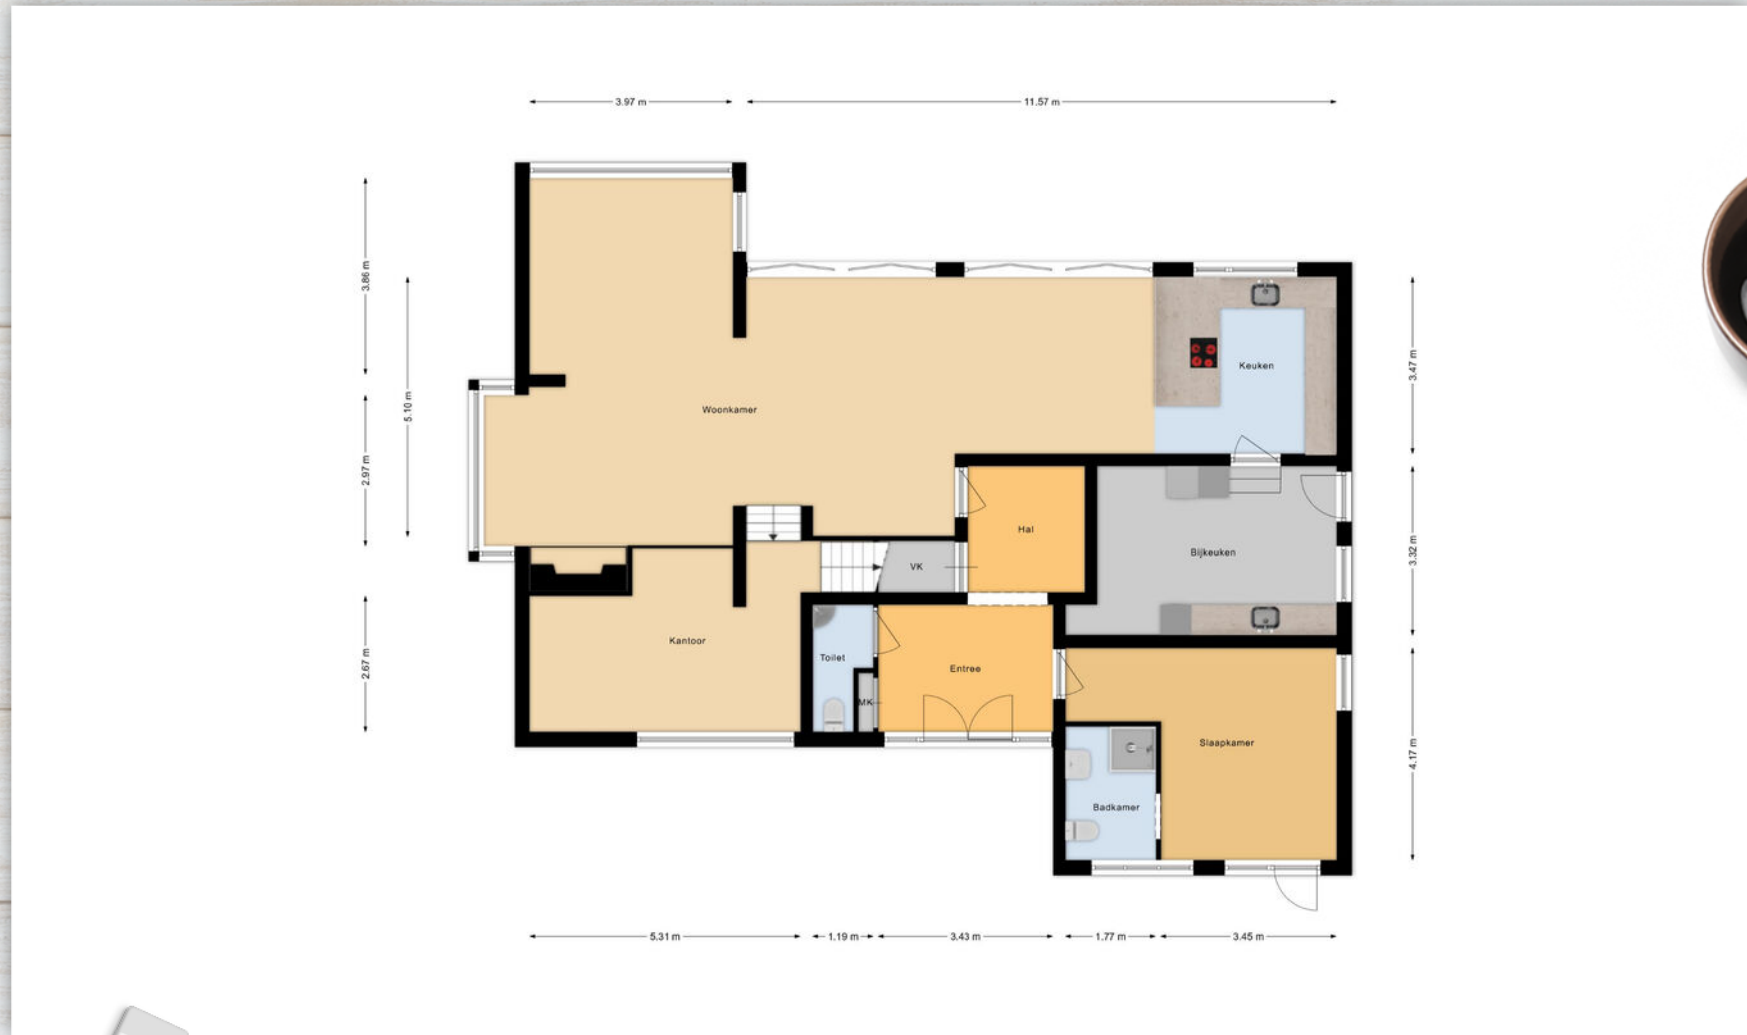 3.97 m
11.57 m
3.86 m
5.10 m
2.97 m
2.67 m
3.47 m
3.32 m
4.17 m
Keuken
Woonkamer
Hal
Bijkeuken
VK
Kantoor
Toilet
Entree
MK
Slaapkamer
Badkamer
5.31 m
1.19 m
3.43 m
1.77 m
3.45 m